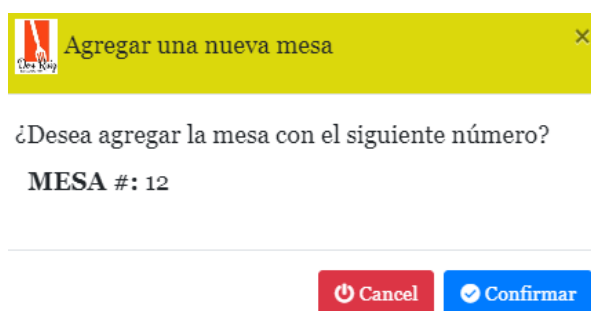 Agregar una nueva mesa
×
¿Desea agregar la mesa con el siguiente número?
MESA #: 12
Cancel
Confirmar